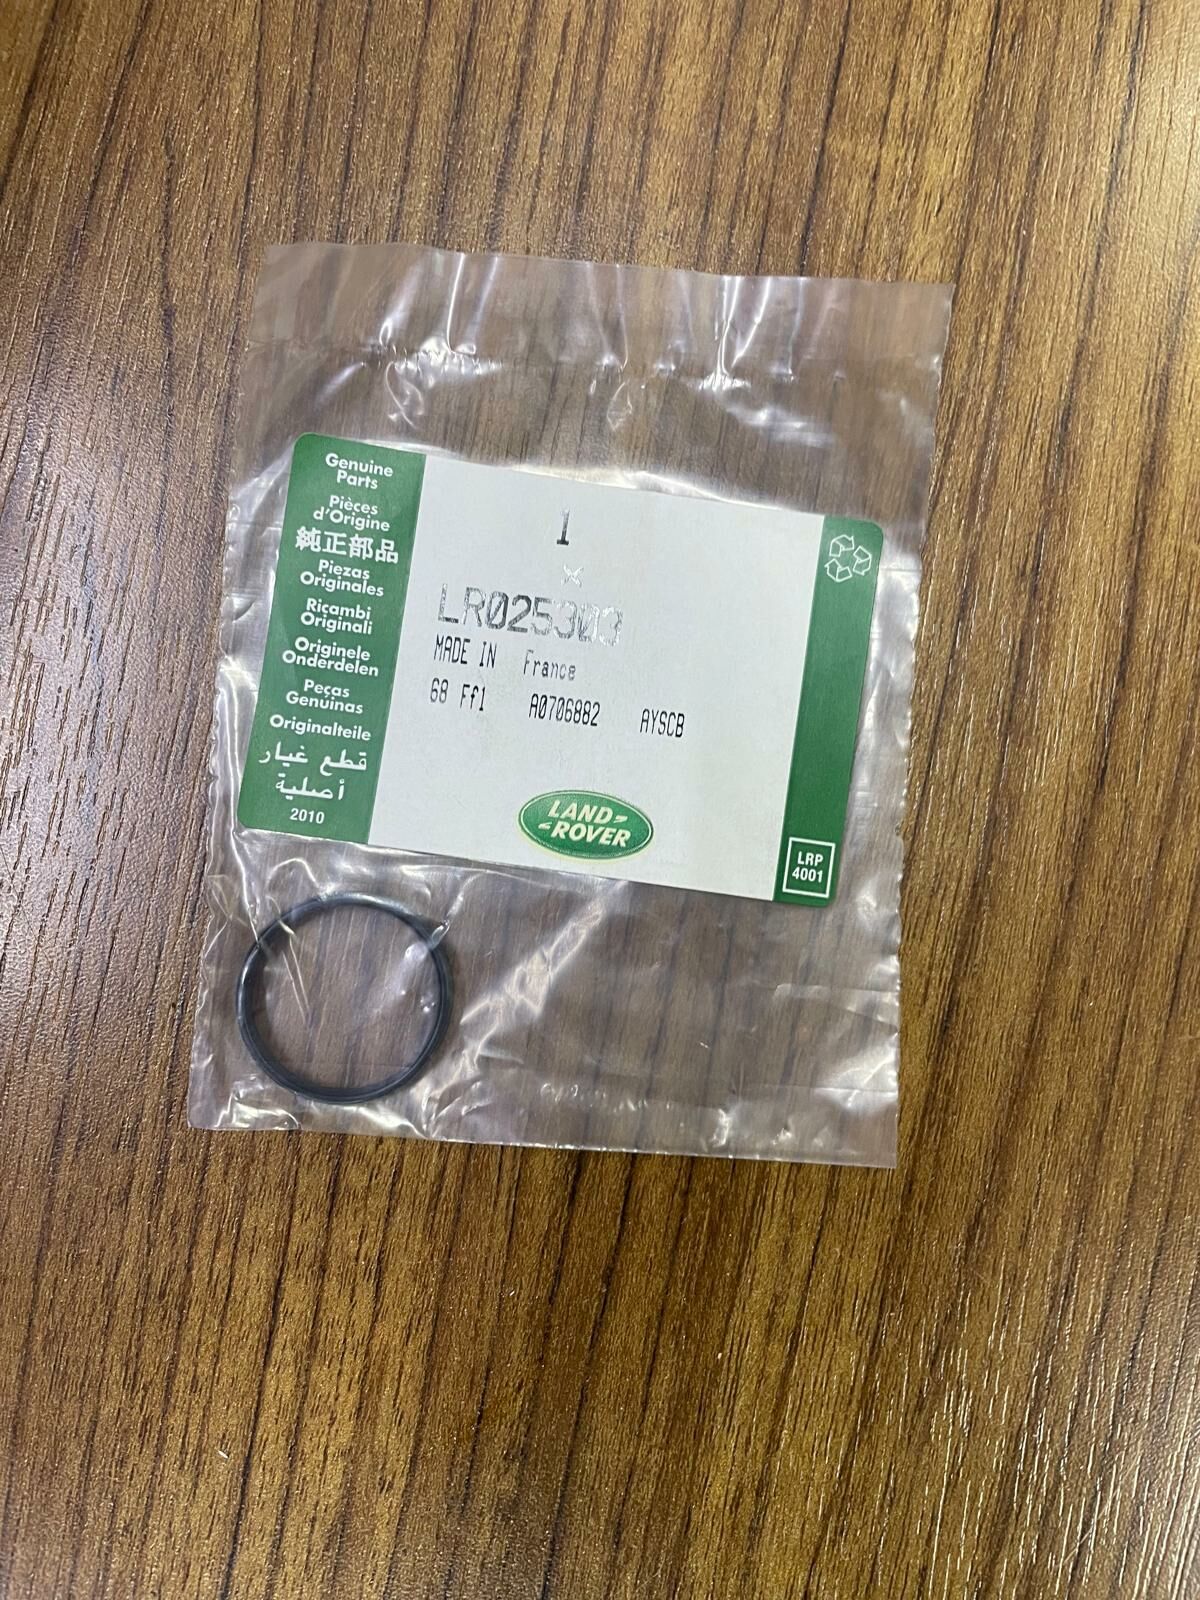 Genuine
Parts
Pièces
d'Origine
純正部品
Piezas
Originales
Ricambi
Originali
Originele
Onderdelen
Peças
Genuinas
Originalteile
قطع غيار
أصلية
2010
1
X
LR025303
MADE IN France
68 Ff1 A0706882 AYSCB
LAND
ROVER
LRP
4001